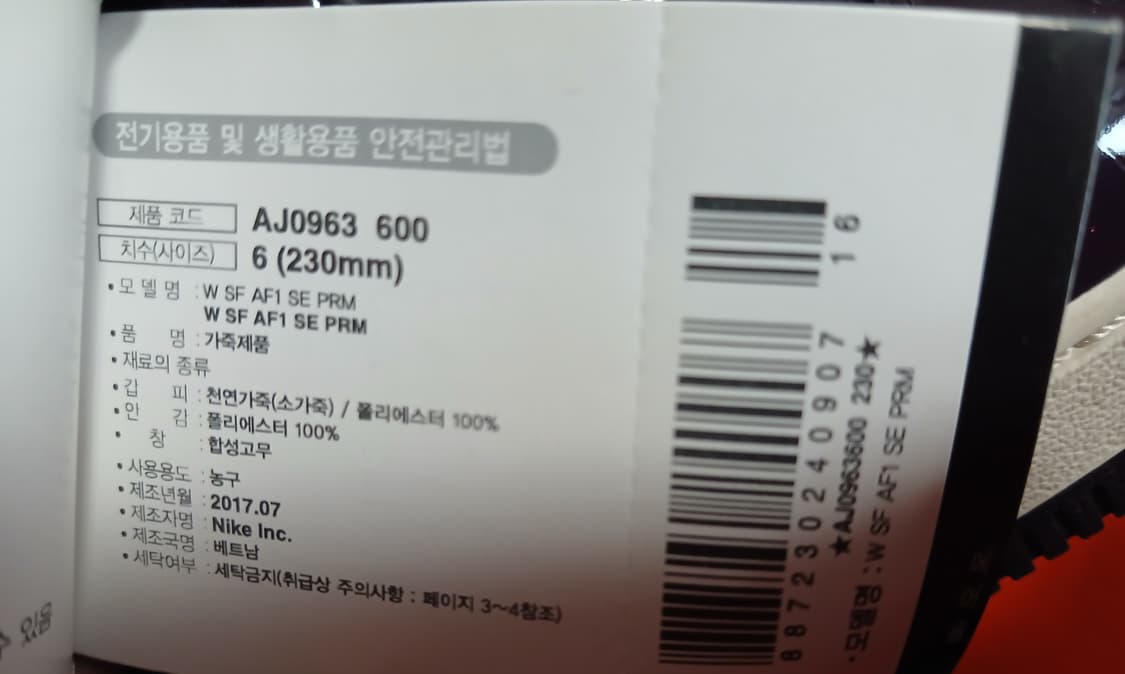 전기용품 및 생활용품 안전관리법
제품 코드 AJ0963 600
치수(사이즈) 6 (230mm)
• 모 델 명 : W SF AF1 SE PRM
W SF AF1 SE PRM
• 품 명 : 가죽제품
• 재료의 종류
• 갑 피 : 천연가죽(소가죽) / 폴리에스터 100%
• 안 감 : 폴리에스터 100%
• 창 : 합성고무
• 사용용도 : 농구
• 제조년월 : 2017.07
• 제조자명 : Nike Inc.
• 제조국명 : 베트남
• 세탁여부 : 세탁금지(취급상 주의사항 : 페이지 3~4참조)
있음
16
887230240907
★AJ0963600 230★
• 모델명 : W SF AF1 SE PRM